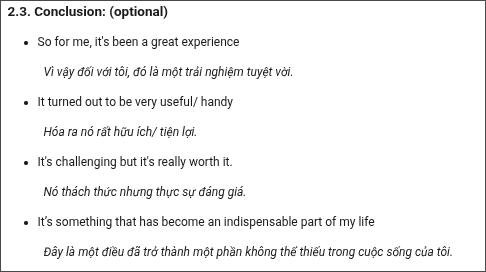 2.3. Conclusion: (optional)
• So for me, it's been a great experience
Vì vậy đối với tôi, đó là một trải nghiệm tuyệt vời.
• It turned out to be very useful/ handy
Hóa ra nó rất hữu ích/ tiện lợi.
• It's challenging but it's really worth it.
Nó thách thức nhưng thực sự đáng giá.
• It’s something that has become an indispensable part of my life
Đây là một điều đã trở thành một phần không thể thiếu trong cuộc sống của tôi.